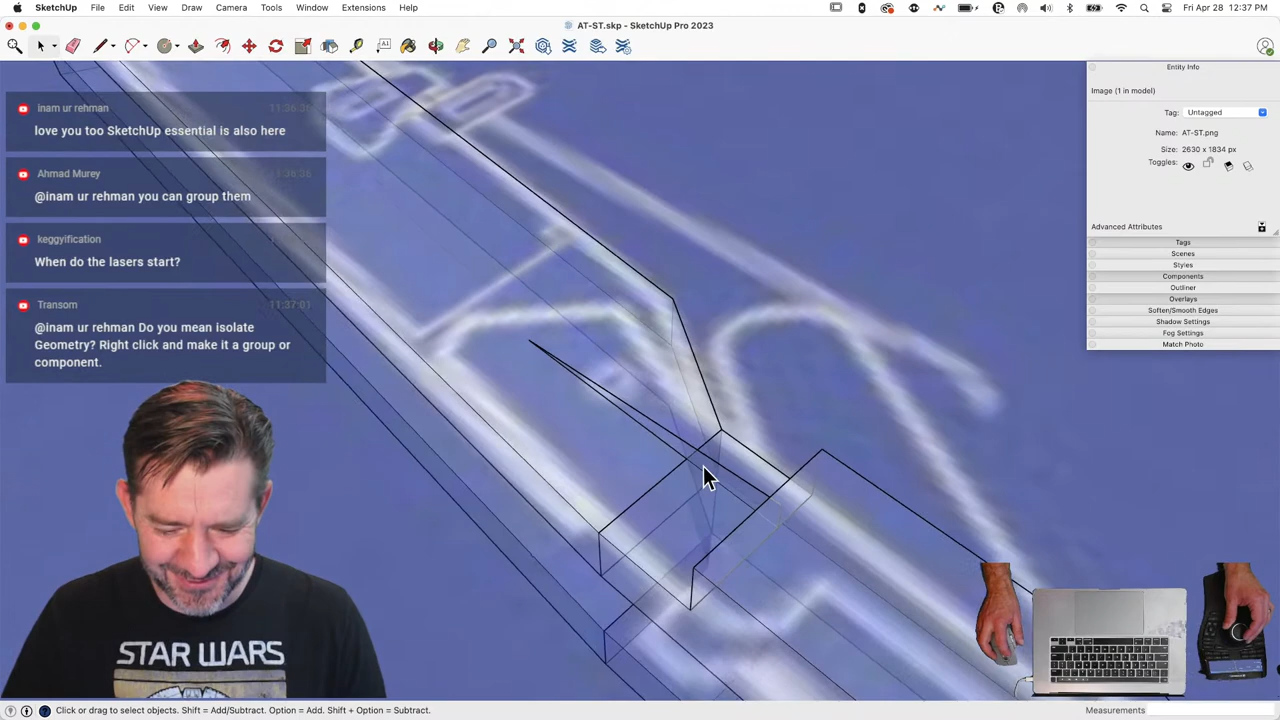 SketchUp File Edit View Draw Camera Tools Window Extensions Help Fri Apr 28 12:37 PM
AT-ST.skp - SketchUp Pro 2023
Entity Info
Image (1 in model)
Tag: Untagged
Name: AT-ST.png
Size: 2630 x 1834 px
Toggles:
Advanced Attributes
Tags
Scenes
Styles
Components
Outliner
Overlays
Soften/Smooth Edges
Shadow Settings
Fog Settings
Match Photo
inam ur rehman 11:36:36
love you too SketchUp essential is also here
Ahmad Murey
@inam ur rehman you can group them
keggyification
When do the lasers start?
Transom 11:37:01
@inam ur rehman Do you mean isolate
Geometry? Right click and make it a group or
component.
STAR WARS
Click or drag to select objects. Shift = Add/Subtract. Option = Add. Shift + Option = Subtract. Measurements